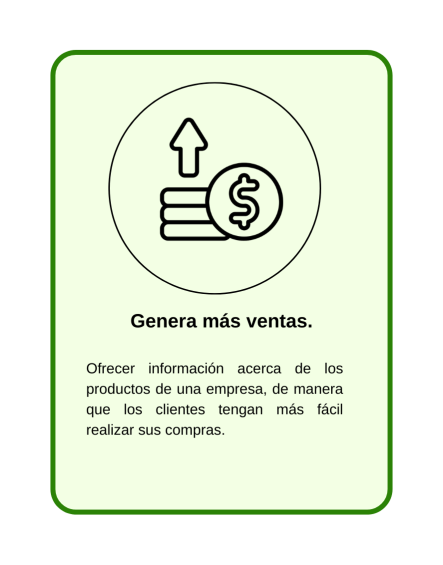 $
Genera más ventas.
Ofrecer información acerca de los
productos de una empresa, de manera
que los clientes tengan más fácil
realizar sus compras.